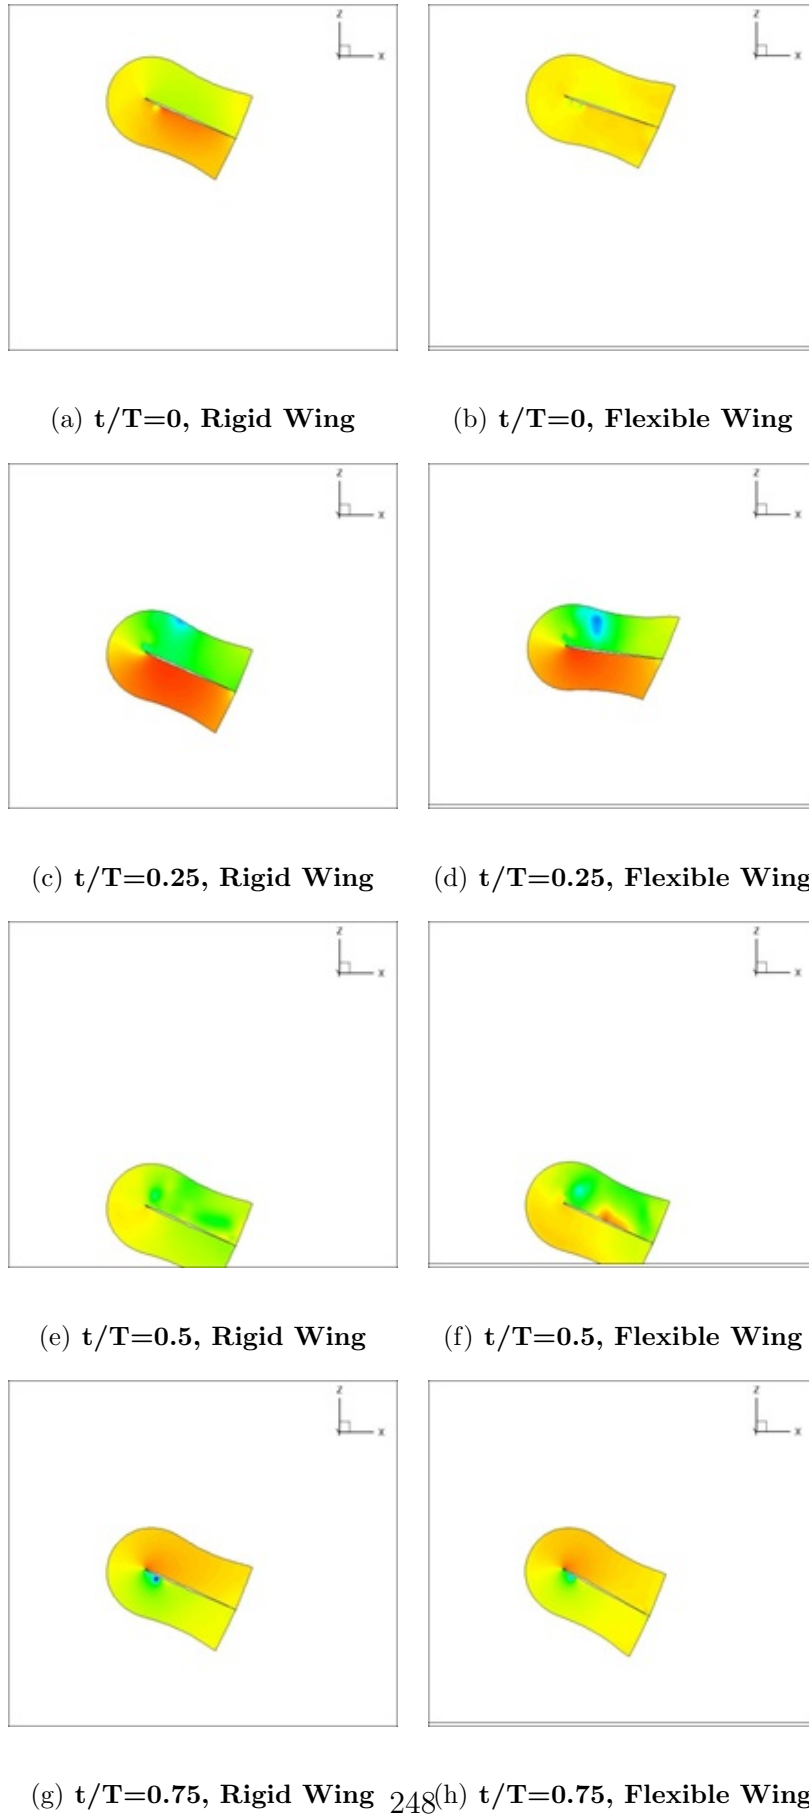 Z Z
X X
(a) t/T=0, Rigid Wing (b) t/T=0, Flexible Wing
Z Z
X X
(c) t/T=0.25, Rigid Wing (d) t/T=0.25, Flexible Wing
Z Z
X X
(e) t/T=0.5, Rigid Wing (f) t/T=0.5, Flexible Wing
Z Z
X X
(g) t/T=0.75, Rigid Wing 248 (h) t/T=0.75, Flexible Wing